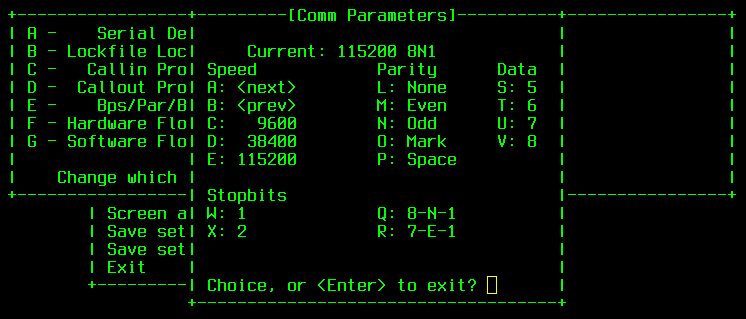 [Comm Parameters]
A - Serial De
B - Lockfile Loc
Current: 115200 8N1
C - Callin Pro
Speed Parity Data
D - Callout Pro
A: <next> L: None S: 5
E - Bps/Par/B
B: <prev> M: Even T: 6
F - Hardware Flo
C: 9600 N: Odd U: 7
G - Software Flo
D: 38400 O: Mark V: 8
E: 115200 P: Space
Change which
Stopbits
Screen a
W: 1 Q: 8-N-1
Save set
X: 2 R: 7-E-1
Save set
Exit
Choice, or <Enter> to exit?